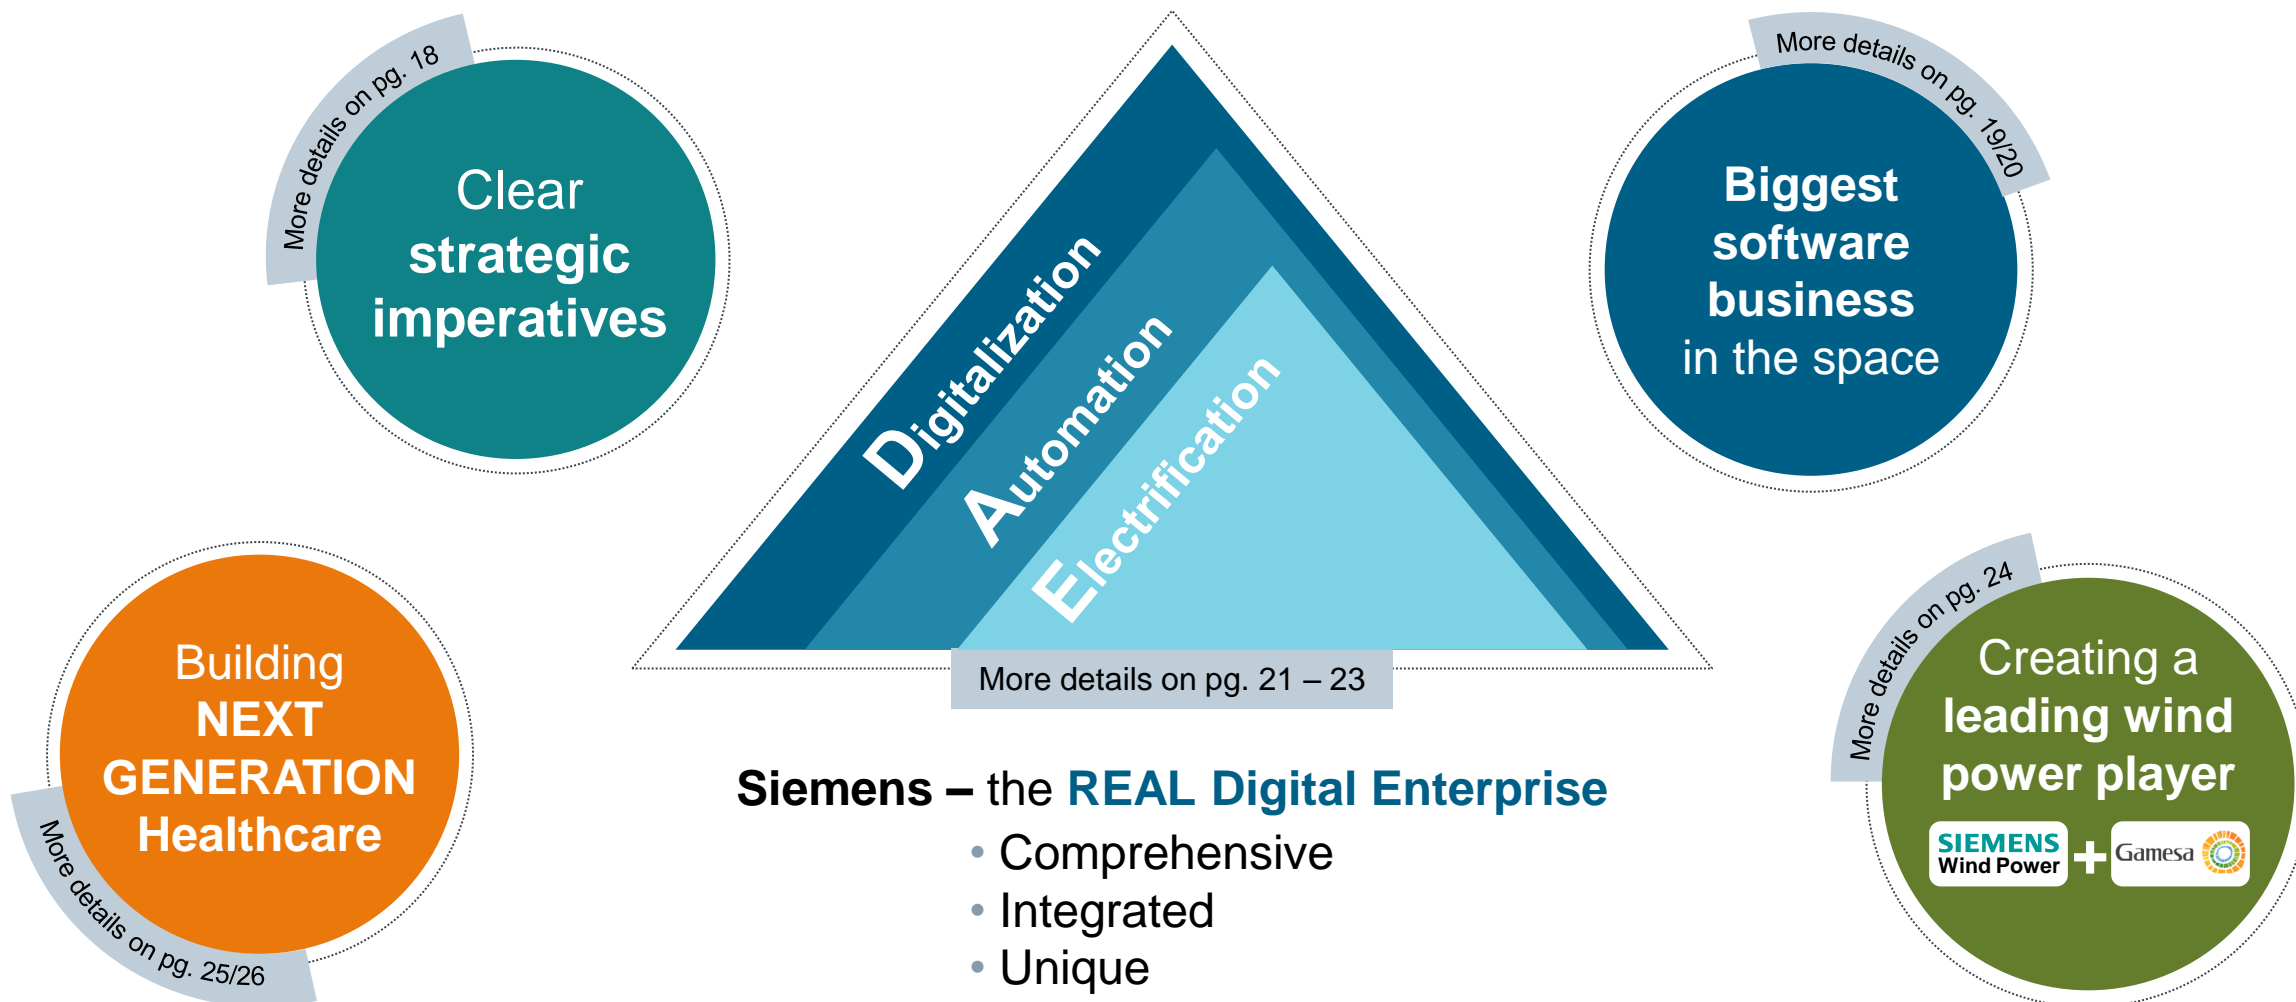 More details on pg. 18
Clear
strategic
imperatives
Digitalization
Automation
Electrification
More details on pg. 21 – 23
More details on pg. 19/20
Biggest
software
business
in the space
Building
NEXT
GENERATION
Healthcare
More details on pg. 25/26
Siemens – the REAL Digital Enterprise
• Comprehensive
• Integrated
• Unique
More details on pg. 24
Creating a
leading wind
power player
SIEMENS
Wind Power
+
Gamesa